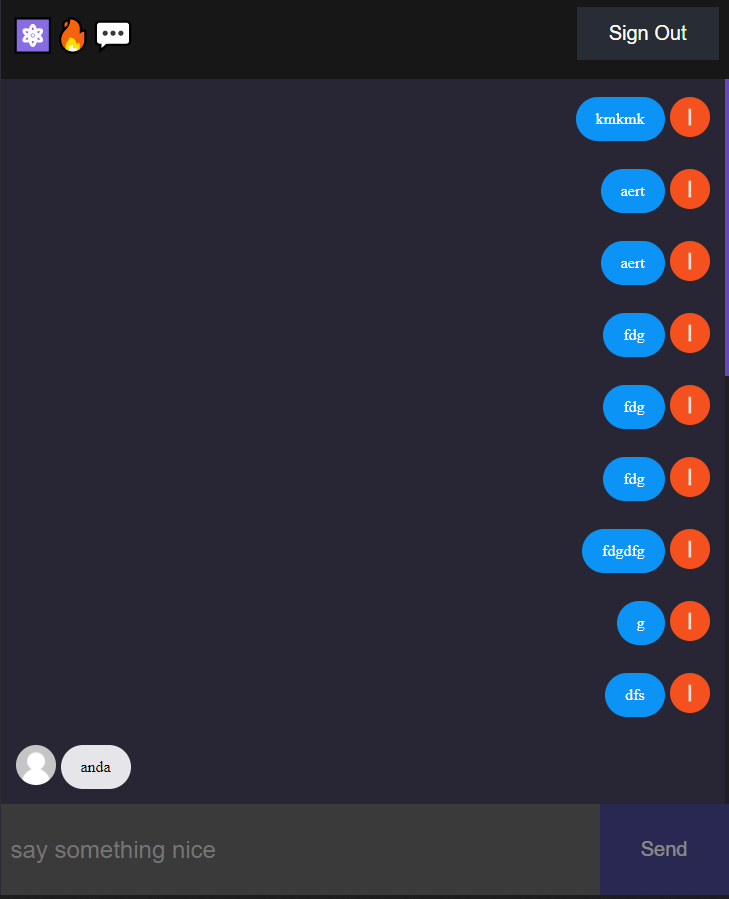 ⚛️🔥💬
Sign Out
kmkmk
I
aert
I
aert
I
fdg
I
fdg
I
fdg
I
fdgdfg
I
g
I
dfs
I
anda
say something nice
Send